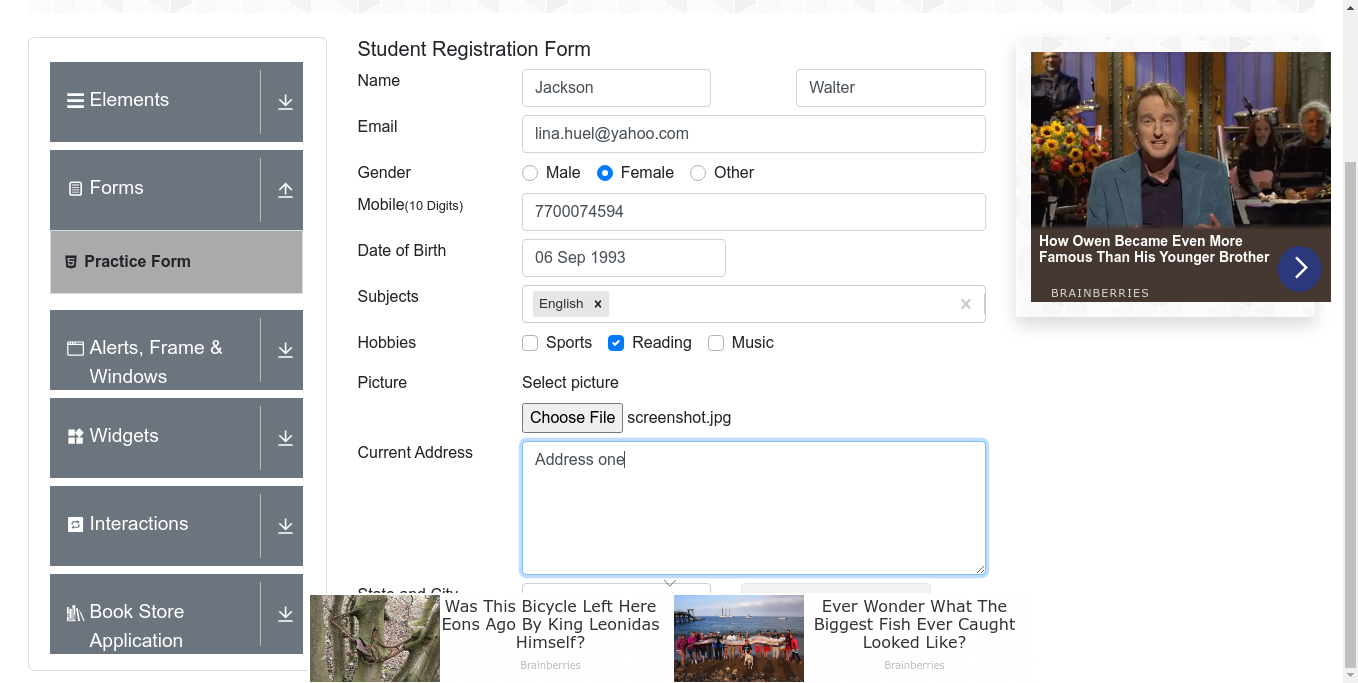 Student Registration Form
Elements
Forms
Practice Form
Alerts, Frame &
Windows
Widgets
Interactions
Book Store
Application
Name
Jackson
Walter
Email
lina.huel@yahoo.com
Gender
Male
Female
Other
Mobile(10 Digits)
7700074594
Date of Birth
06 Sep 1993
Subjects
English
Hobbies
Sports
Reading
Music
Picture
Select picture
Choose File screenshot.jpg
Current Address
Address one
State and City
How Owen Became Even More
Famous Than His Younger Brother
BRAINBERRIES
Was This Bicycle Left Here
Eons Ago By King Leonidas
Himself?
Brainberries
Ever Wonder What The
Biggest Fish Ever Caught
Looked Like?
Brainberries